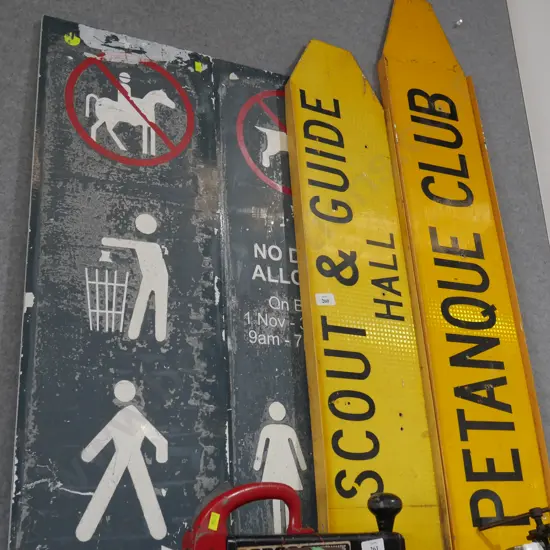 NO
ALLO
On
1 Nov -
9am - 7
SCOUT & GUIDE
HALL
PETANQUE CLUB